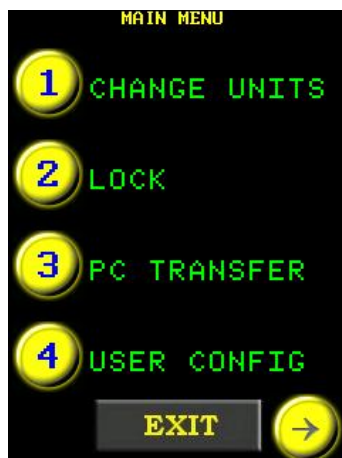 MAIN MENU
1 CHANGE UNITS
2 LOCK
3 PC TRANSFER
4 USER CONFIG
EXIT →